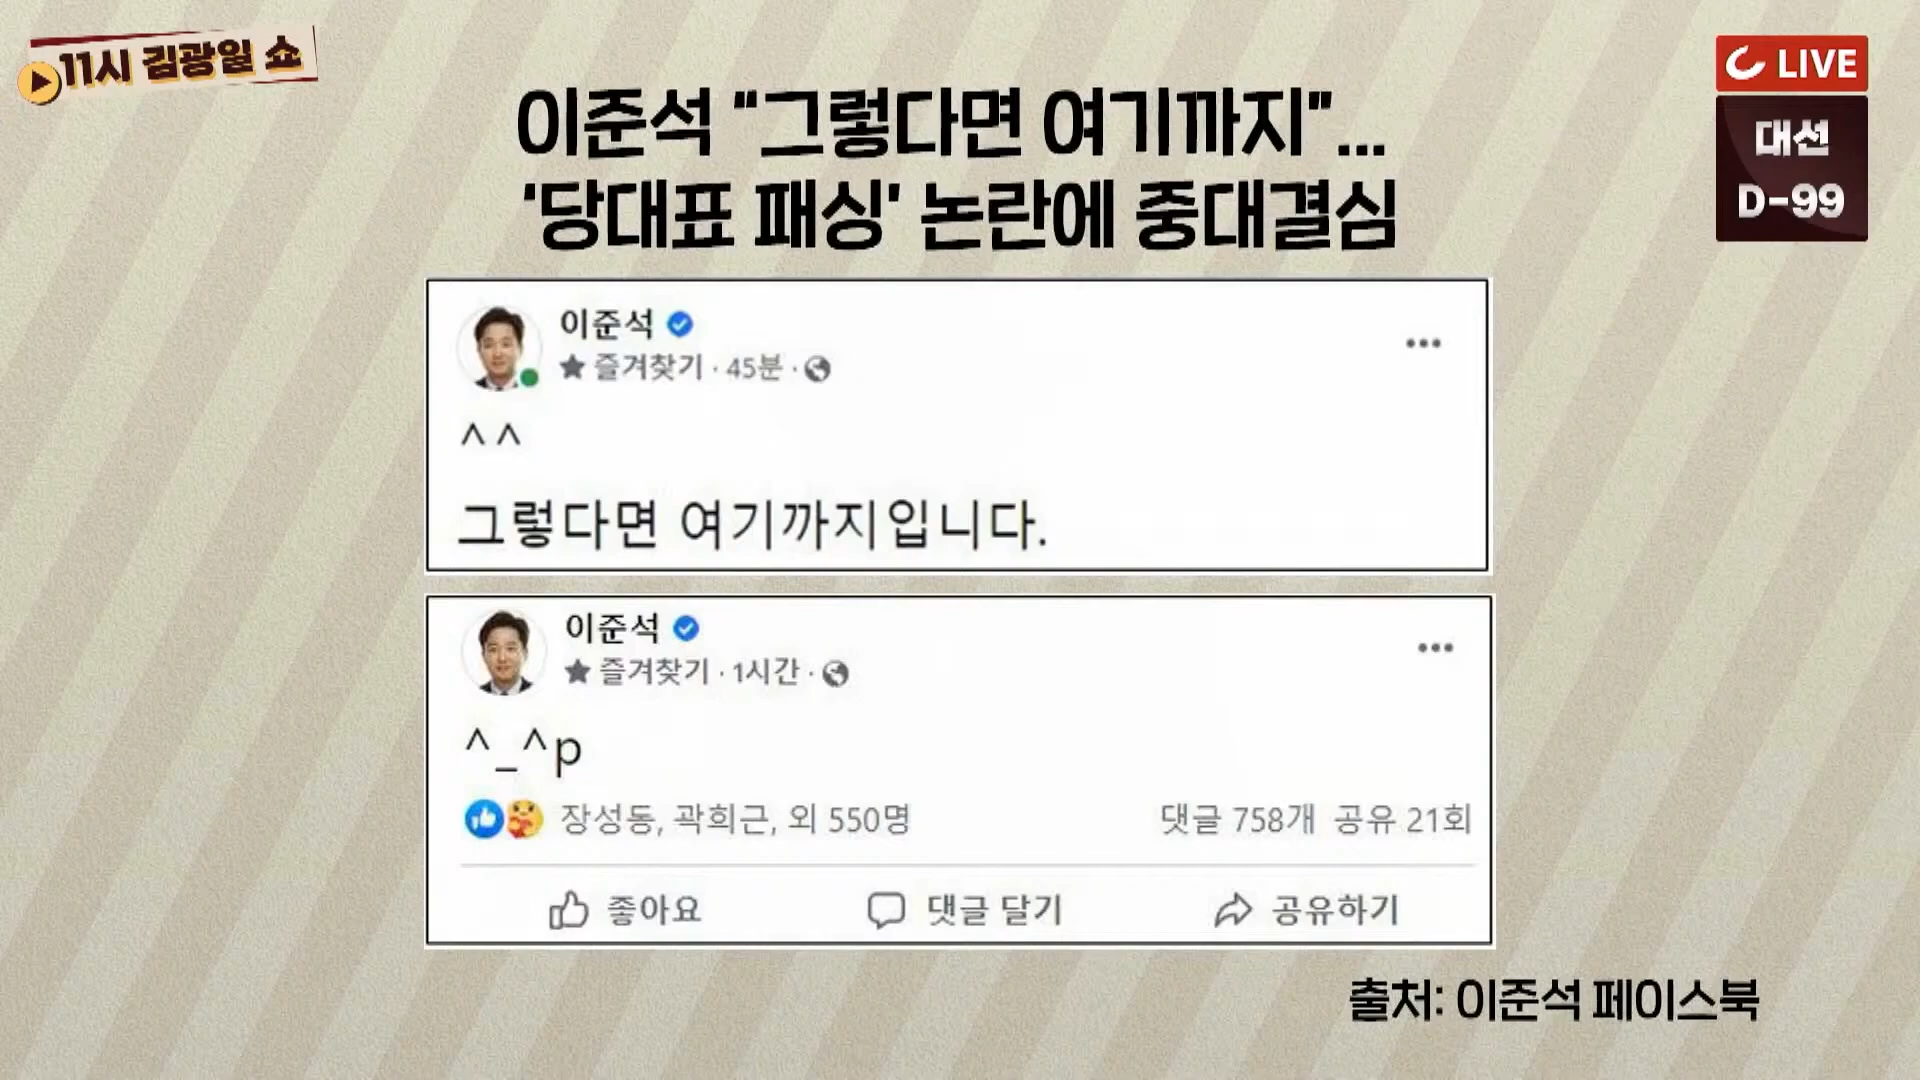 11시 김광일 쇼
LIVE
대선
D-99
이준석 “그렇다면 여기까지”...
‘당대표 패싱’ 논란에 중대결심
이준석
즐겨찾기 · 45분 ·
^^
그렇다면 여기까지입니다.
이준석
즐겨찾기 · 1시간 ·
^_^p
장성동, 곽희근, 외 550명 댓글 758개 공유 21회
좋아요 댓글 달기 공유하기
출처: 이준석 페이스북